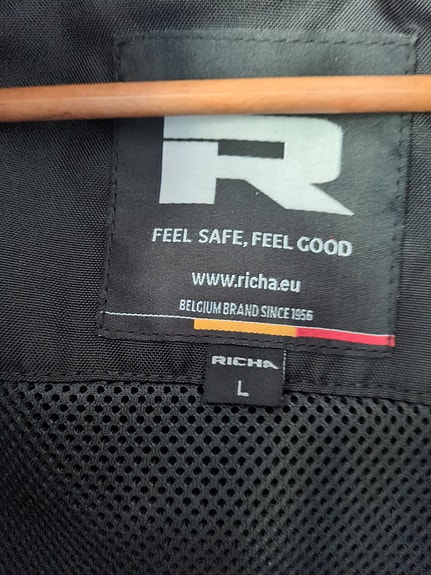 R
FEEL SAFE, FEEL GOOD
www.richa.eu
BELGIUM BRAND SINCE 1956
RICHA
L